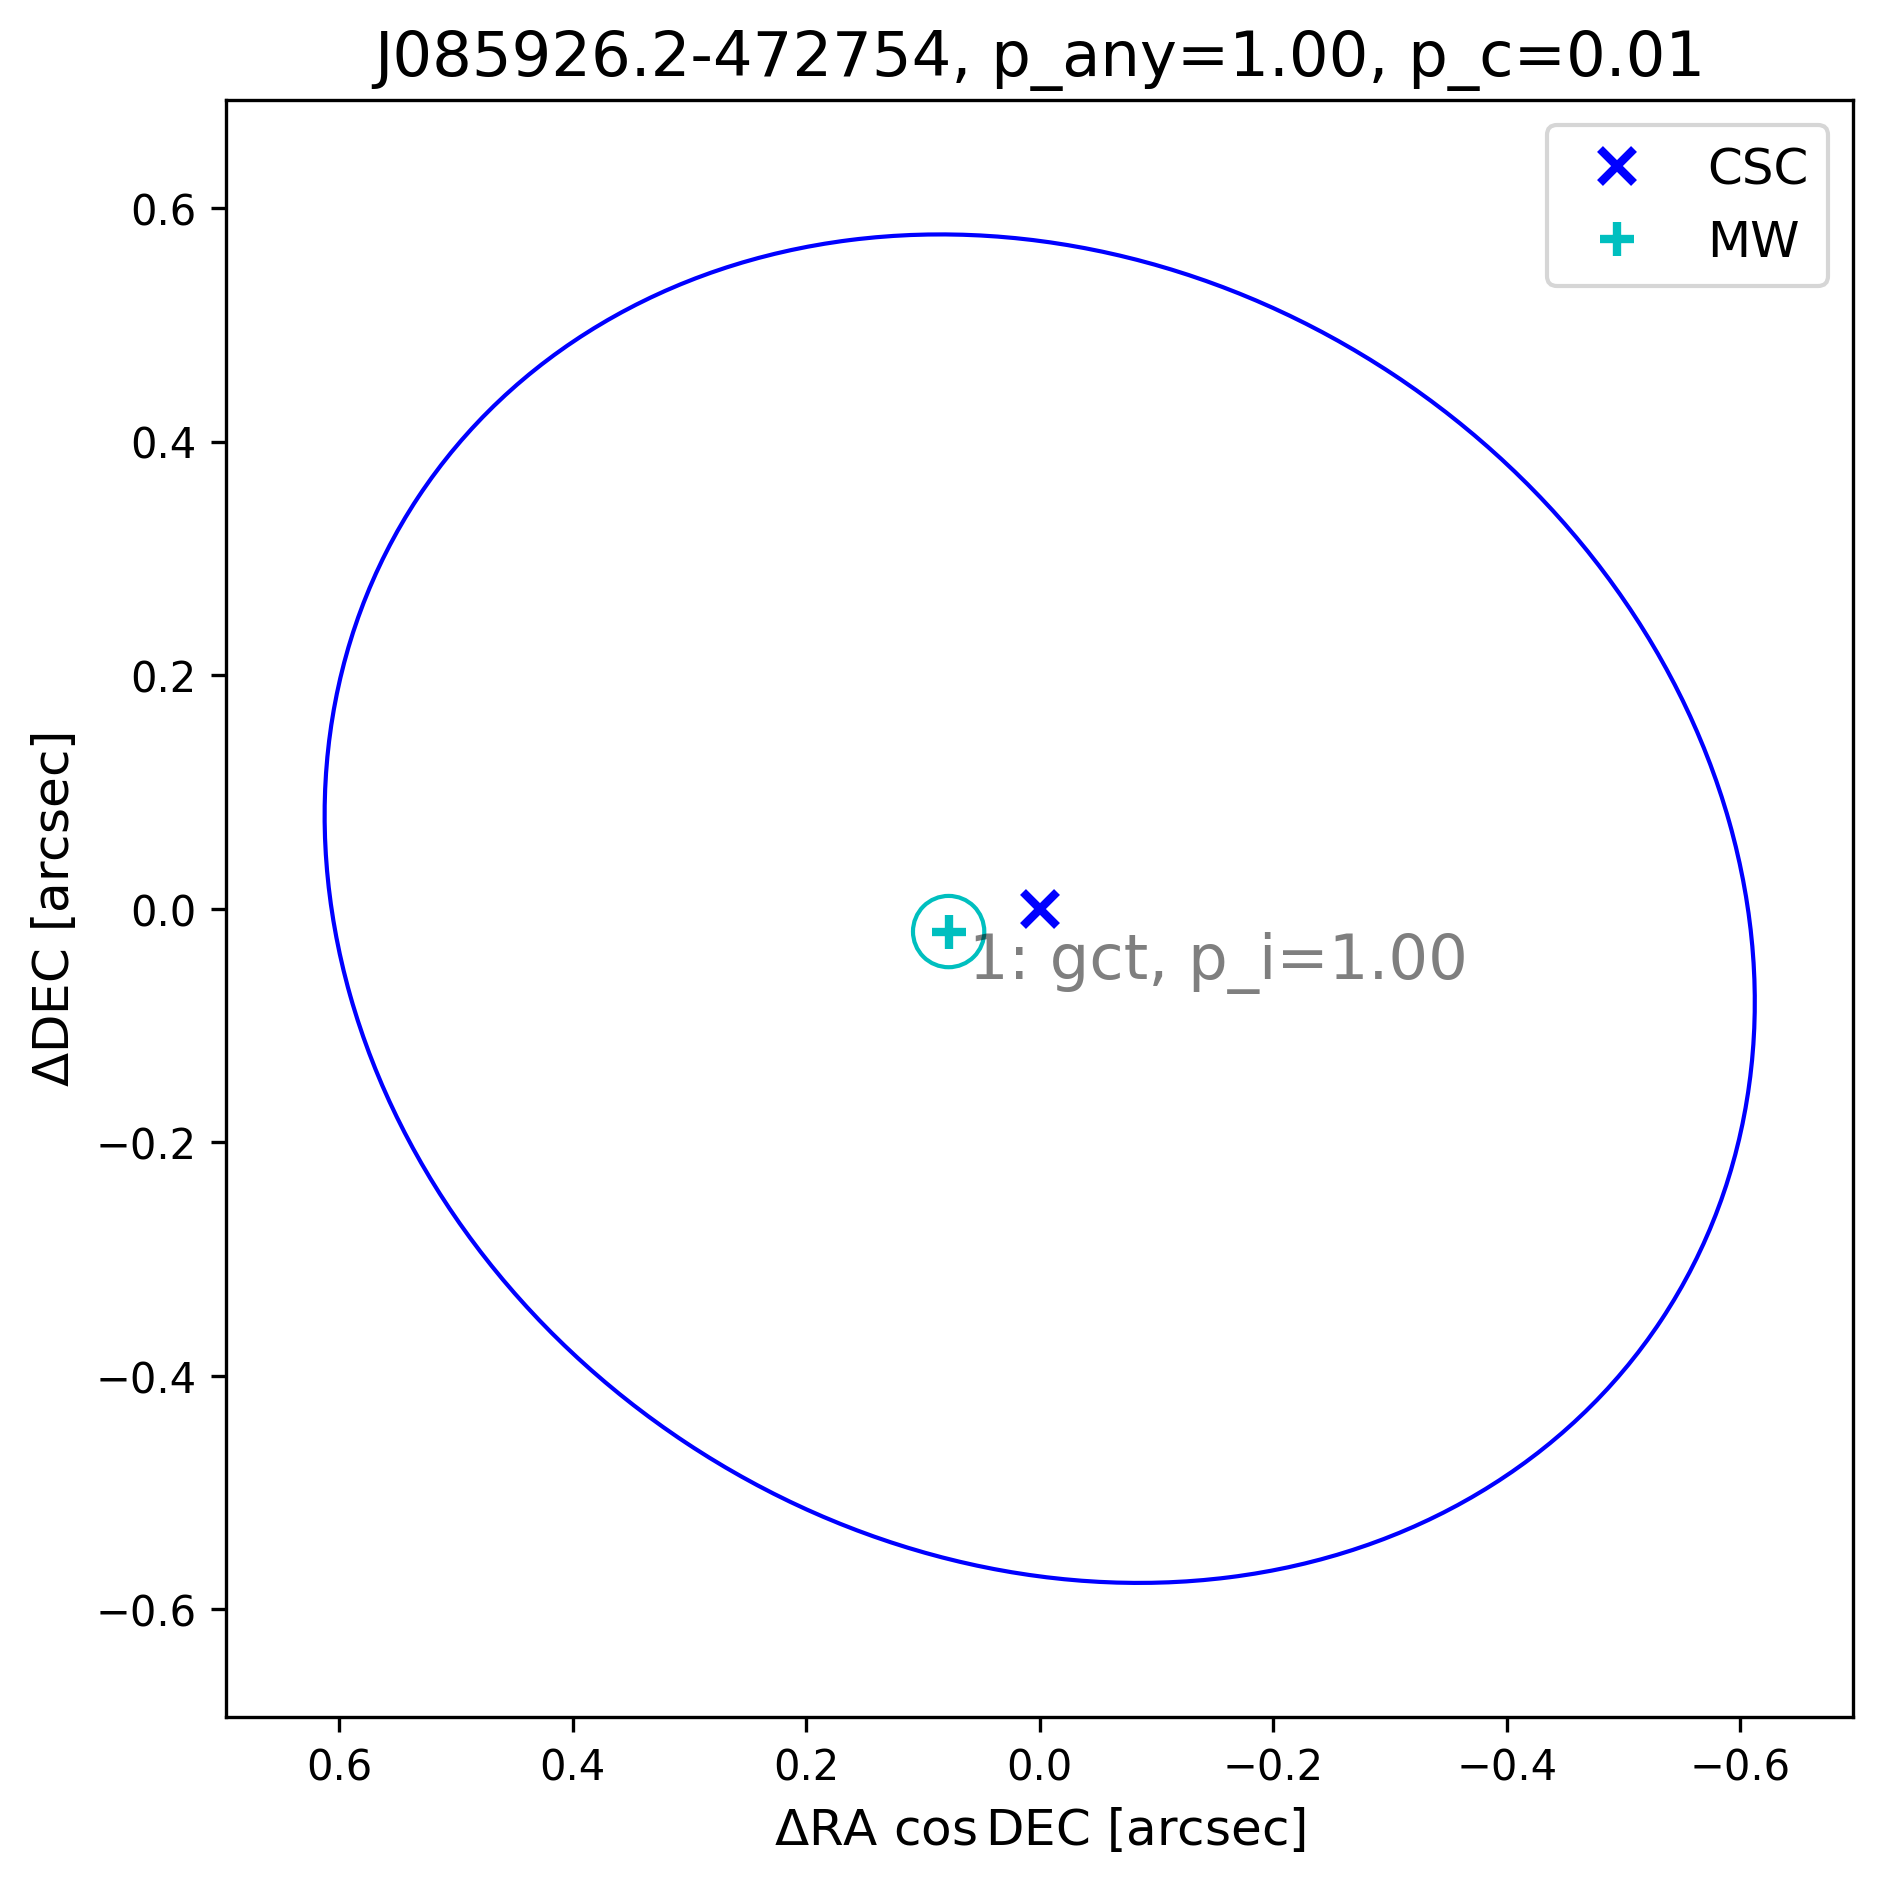 J085926.2-472754, p_any=1.00, p_c=0.01
CSC
MW
0.6
0.4
0.2
0.0
−0.2
−0.4
−0.6
ΔDEC [arcsec]
1: gct, p_i=1.00
0.6 0.4 0.2 0.0 −0.2 −0.4 −0.6
ΔRA cos DEC [arcsec]